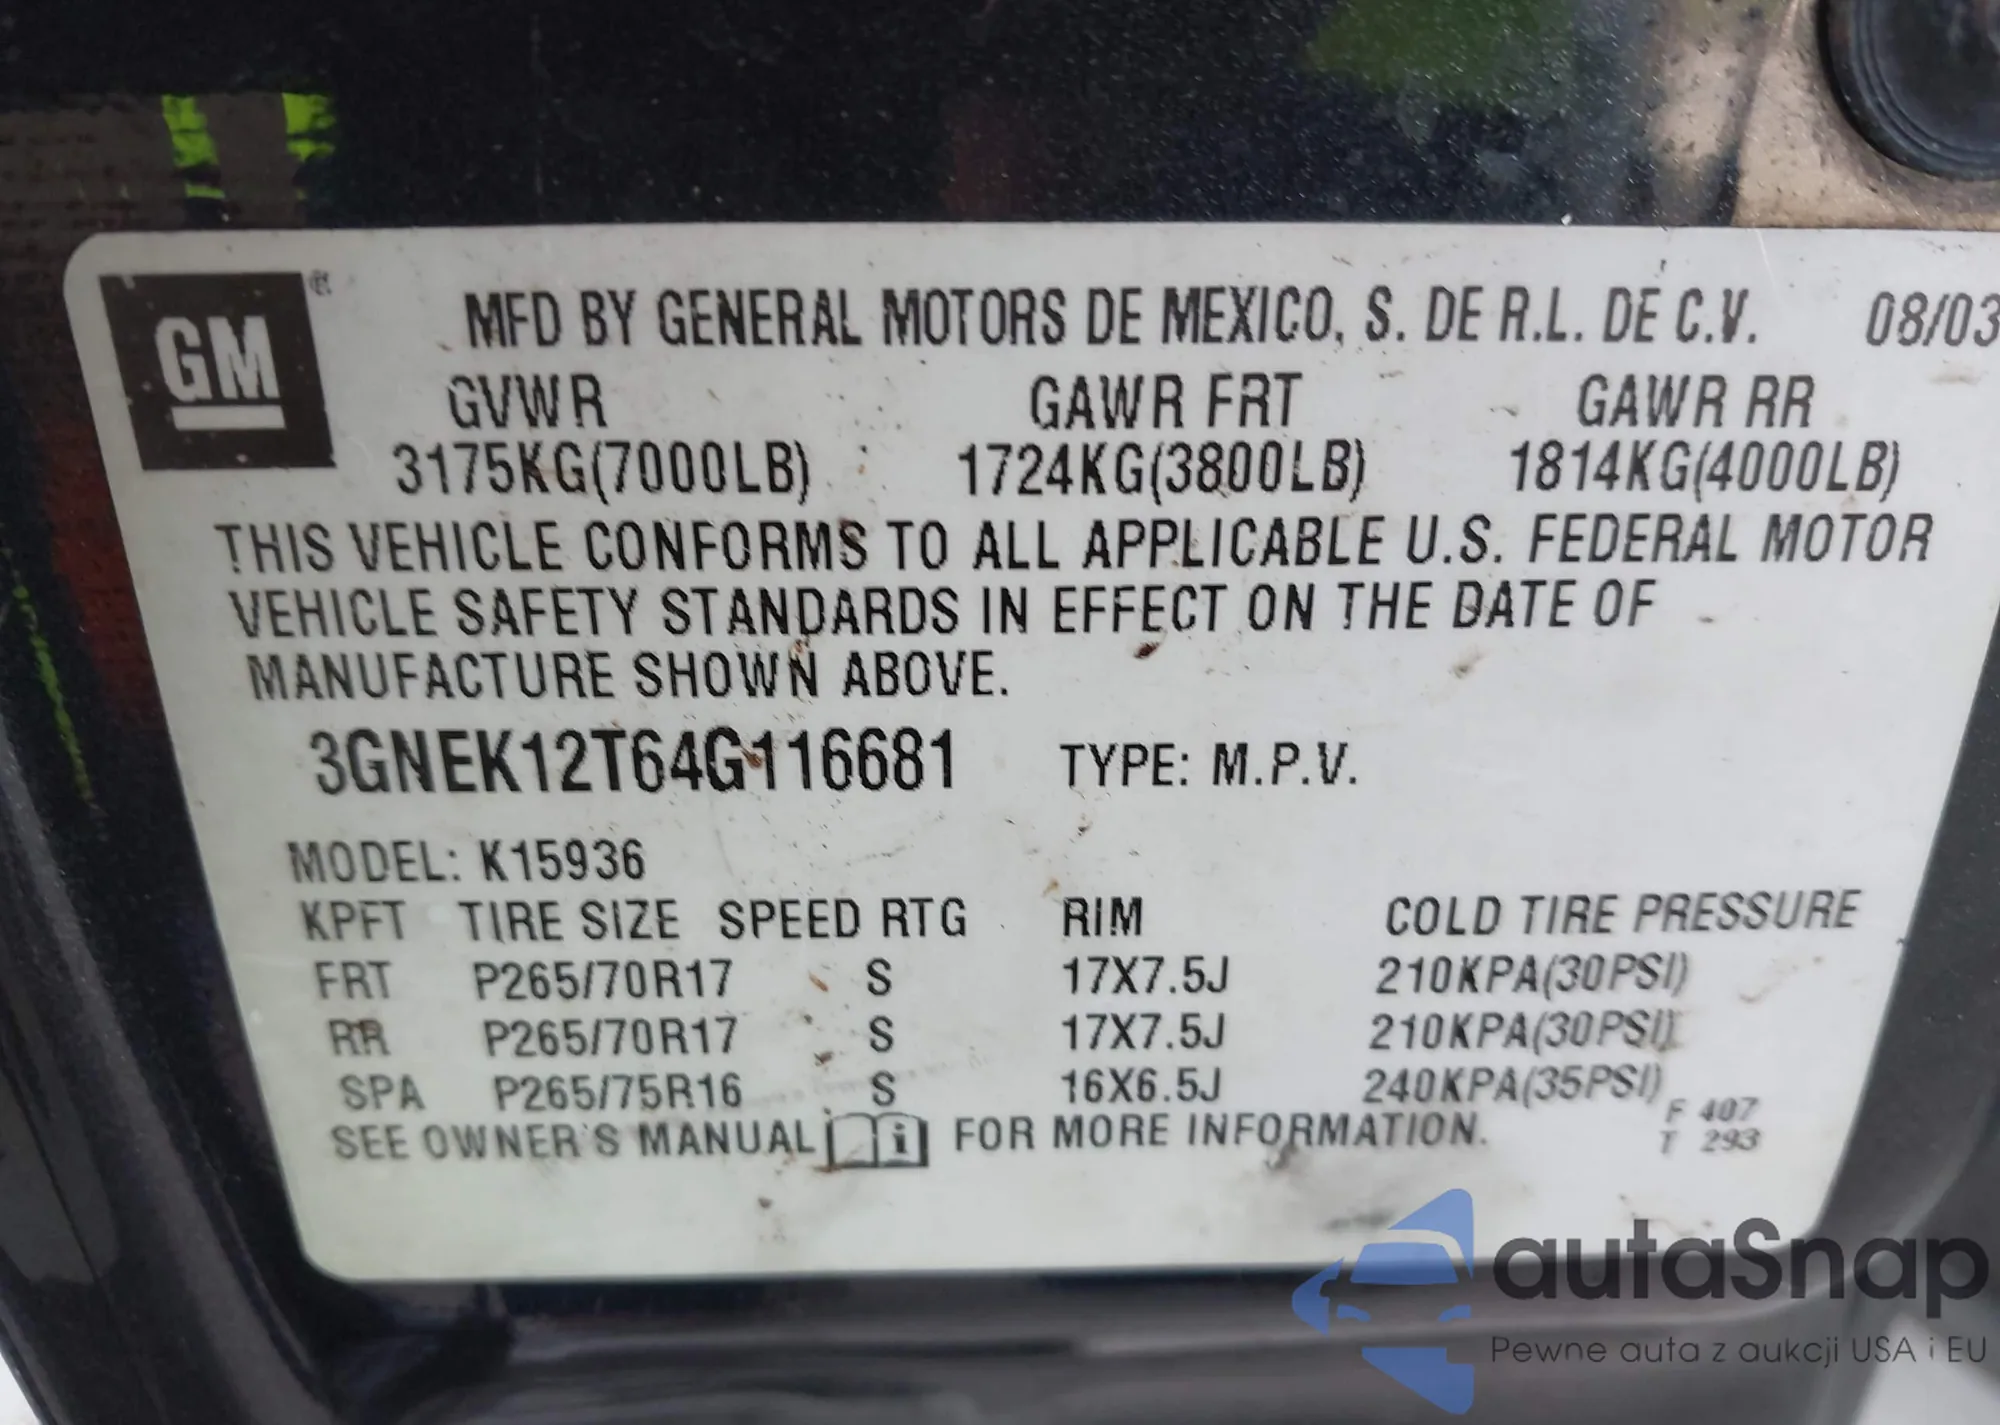 GM ®
MFD BY GENERAL MOTORS DE MEXICO, S. DE R.L. DE C.V. 08/03
GVWR GAWR FRT GAWR RR
3175KG(7000LB) 1724KG(3800LB) 1814KG(4000LB)
THIS VEHICLE CONFORMS TO ALL APPLICABLE U.S. FEDERAL MOTOR
VEHICLE SAFETY STANDARDS IN EFFECT ON THE DATE OF
MANUFACTURE SHOWN ABOVE.
3GNEK12T64G116681 TYPE: M.P.V.
MODEL: K15936
KPFT TIRE SIZE SPEED RTG RIM COLD TIRE PRESSURE
FRT P265/70R17 S 17X7.5J 210KPA(30PSI)
RR P265/70R17 S 17X7.5J 210KPA(30PSI)
SPA P265/75R16 S 16X6.5J 240KPA(35PSI)
F 407
SEE OWNER'S MANUAL i FOR MORE INFORMATION.
T 293
autaSnap
Pewne auta z aukcji USA i EU